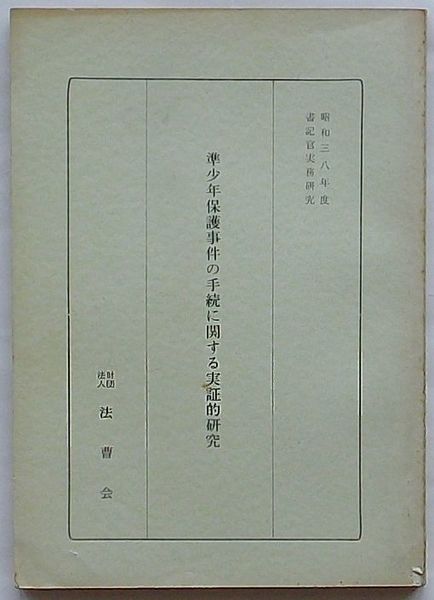 昭和三八年度
書記官実務研究
準少年保護事件の手続に関する実証的研究
財団
法人
法曹会